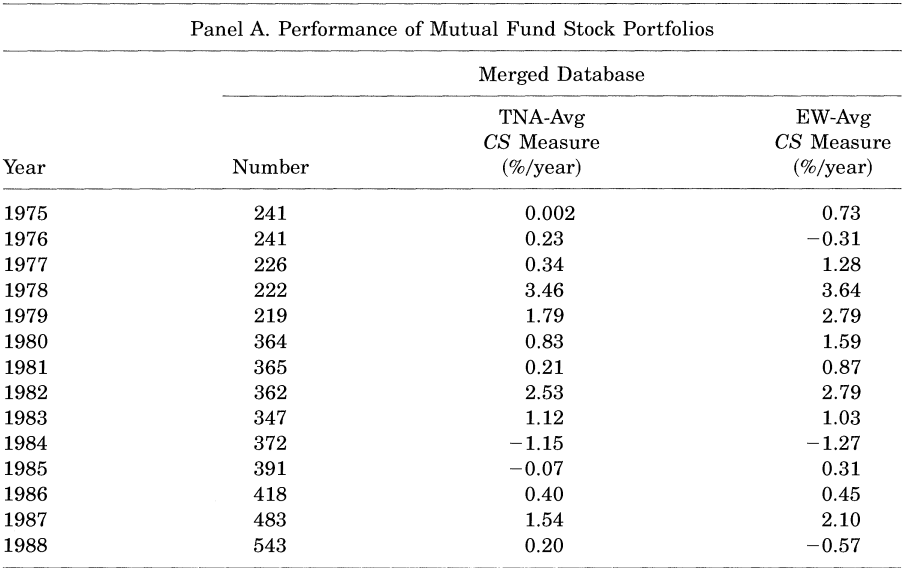 Panel A. Performance of Mutual Fund Stock Portfolios
Merged Database
TNA-Avg EW-Avg
CS Measure CS Measure
Year Number (%/year) (%/year)
1975 241 0.002 0.73
1976 241 0.23 −0.31
1977 226 0.34 1.28
1978 222 3.46 3.64
1979 219 1.79 2.79
1980 364 0.83 1.59
1981 365 0.21 0.87
1982 362 2.53 2.79
1983 347 1.12 1.03
1984 372 −1.15 −1.27
1985 391 −0.07 0.31
1986 418 0.40 0.45
1987 483 1.54 2.10
1988 543 0.20 −0.57